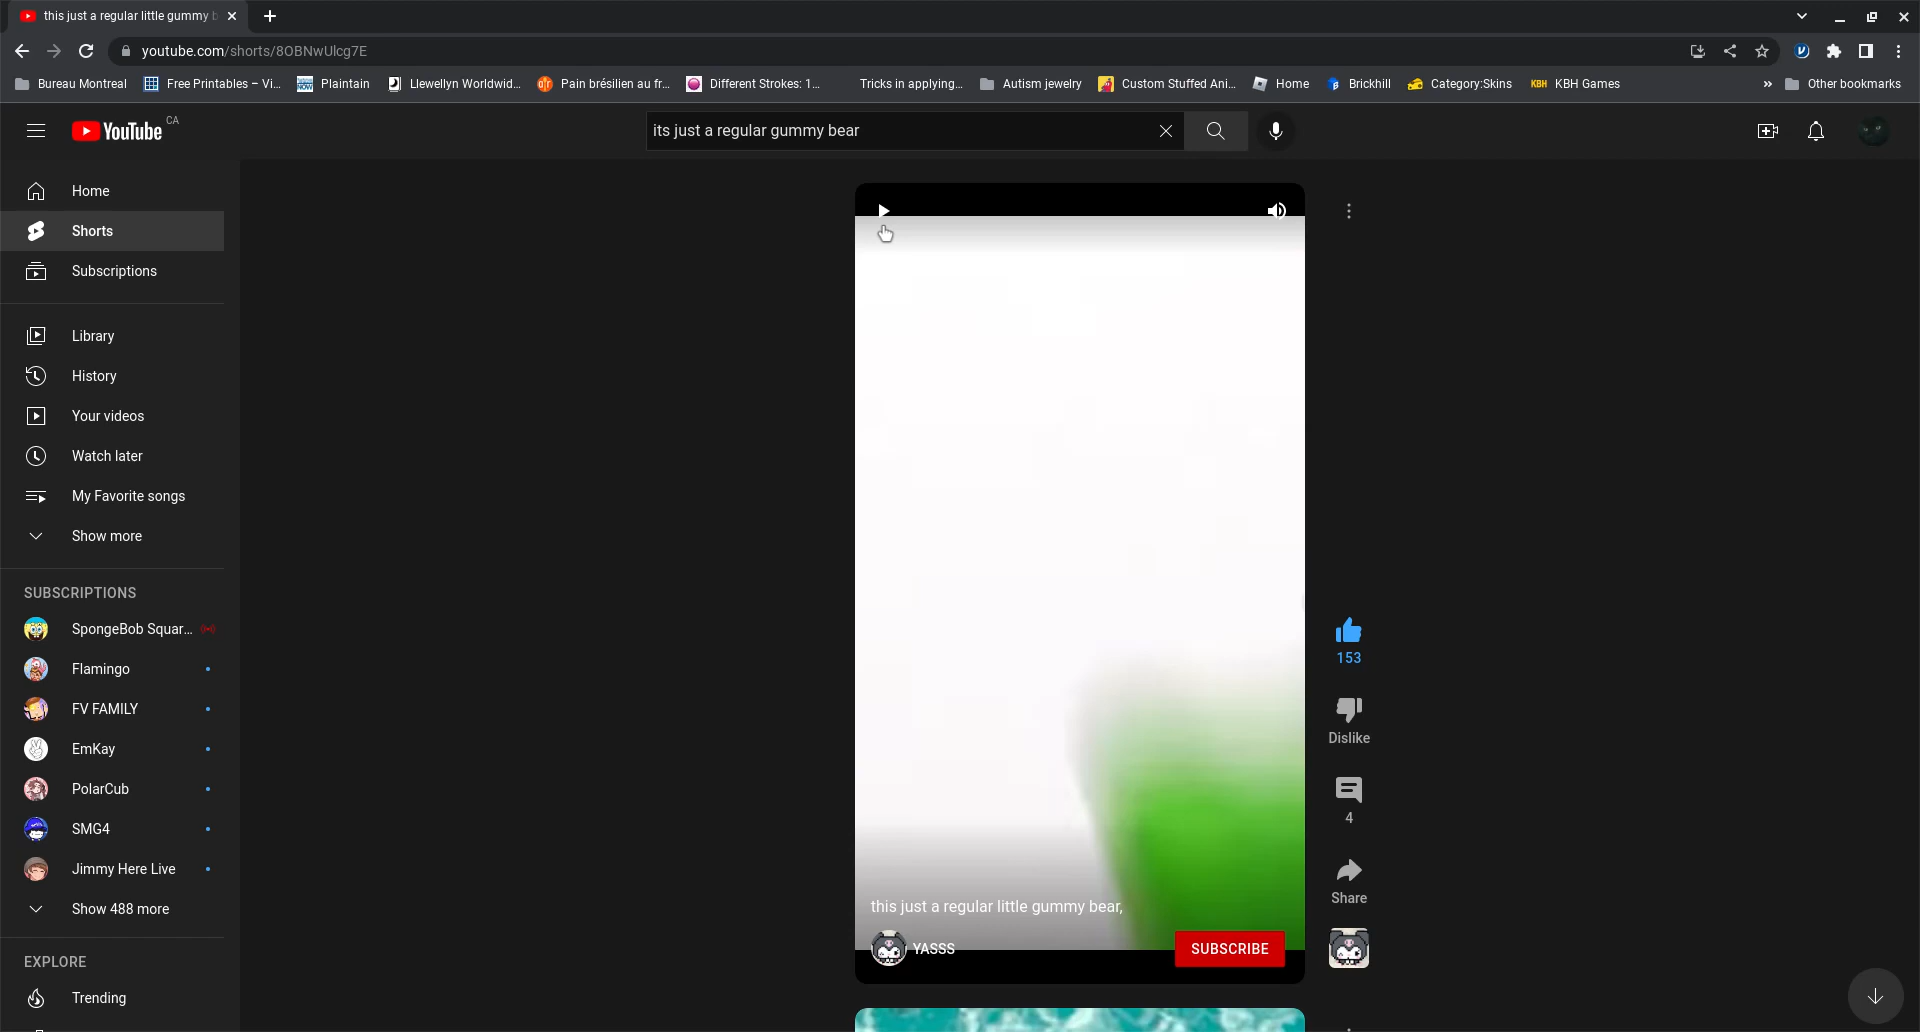 this just a regular little gummy b
youtube.com/shorts/8OBNwUlcg7E
Bureau Montreal
Free Printables – Vi...
Plaintain
Llewellyn Worldwid...
Pain brésilien au fr...
Different Strokes: 1...
Tricks in applying...
Autism jewelry
Custom Stuffed Ani...
Home
Brickhill
Category:Skins
KBH KBH Games
»
Other bookmarks
YouTube CA
its just a regular gummy bear
Home
Shorts
Subscriptions
Library
History
Your videos
Watch later
My Favorite songs
Show more
SUBSCRIPTIONS
SpongeBob Squar...
Flamingo
FV FAMILY
EmKay
PolarCub
SMG4
Jimmy Here Live
Show 488 more
EXPLORE
Trending
153
Dislike
4
Share
this just a regular little gummy bear,
YASSS
SUBSCRIBE